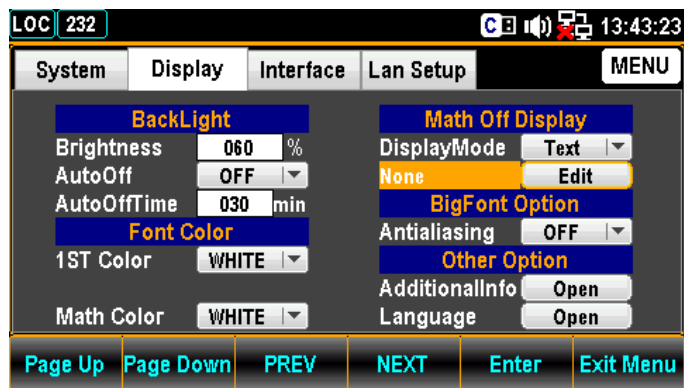 LOC 232 C 13:43:23
System Display Interface Lan Setup MENU
BackLight
Brightness 060 %
AutoOff OFF
AutoOffTime 030 min
Font Color
1ST Color WHITE
Math Color WHITE
Math Off Display
DisplayMode Text
None Edit
BigFont Option
Antialiasing OFF
Other Option
AdditionalInfo Open
Language Open
Page Up Page Down PREV NEXT Enter Exit Menu